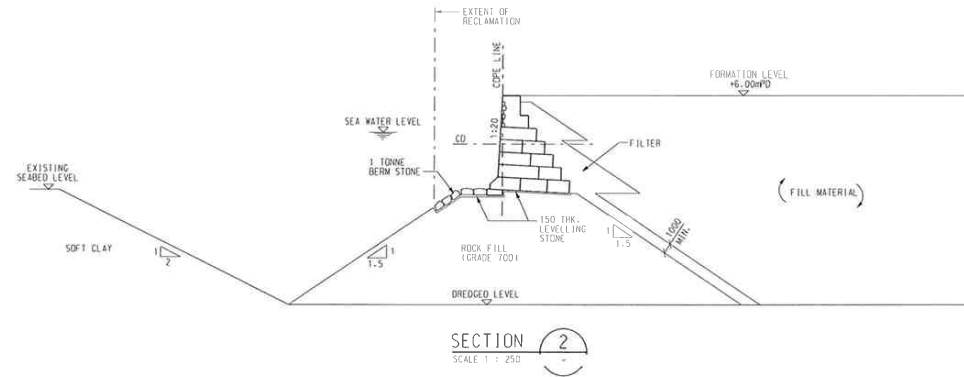 EXTENT OF
RECLAMATION
COPE LINE
FORMATION LEVEL
+6.00mPD
SEA WATER LEVEL
CD
1:20
FILTER
1 TONNE
BERM STONE
EXISTING
SEABED LEVEL
FILL MATERIAL
SOFT CLAY
1
2
1
1.5
ROCK FILL
(GRADE 700)
150 THK.
LEVELLING
STONE
1
1.5
1000
MIN.
DREDGED LEVEL
SECTION 2
SCALE 1 : 250
-